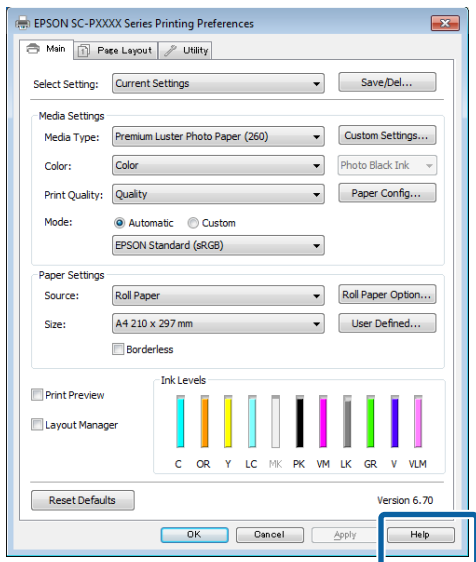 EPSON SC-PXXXX Series Printing Preferences
Main Page Layout Utility
Select Setting: Current Settings Save/Del...
Media Settings
Media Type: Premium Luster Photo Paper (260) Custom Settings...
Color: Color Photo Black Ink
Print Quality: Quality Paper Config...
Mode: Automatic Custom
EPSON Standard (sRGB)
Paper Settings
Source: Roll Paper Roll Paper Option...
Size: A4 210 x 297 mm User Defined...
Borderless
Ink Levels
Print Preview
Layout Manager
C OR Y LC MK PK VM LK GR V VLM
Reset Defaults Version 6.70
OK Cancel Apply Help